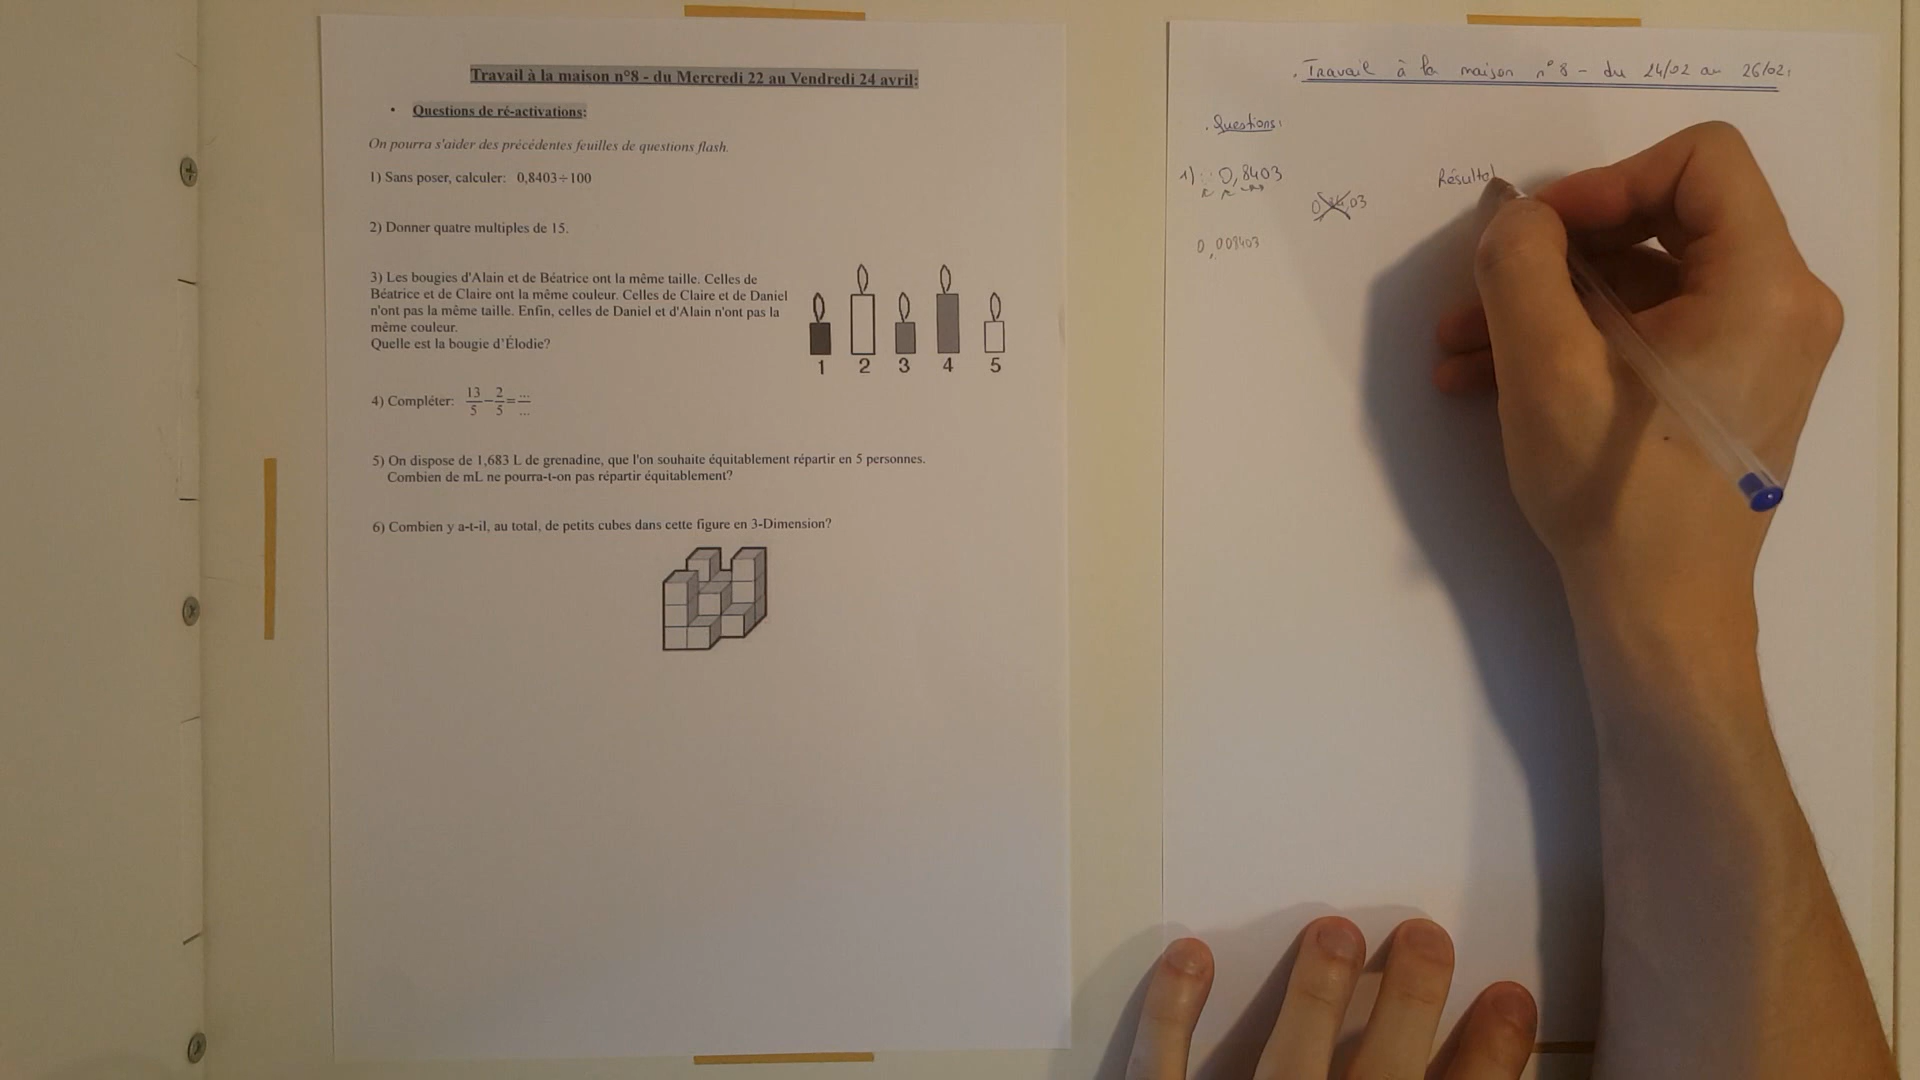 Travail à la maison n°8 - du Mercredi 22 au Vendredi 24 avril:
• Questions de ré-activations:
On pourra s'aider des précédentes feuilles de questions flash.
1) Sans poser, calculer: 0,8403÷100
2) Donner quatre multiples de 15.
3) Les bougies d'Alain et de Béatrice ont la même taille. Celles de
Béatrice et de Claire ont la même couleur. Celles de Claire et de Daniel
n'ont pas la même taille. Enfin, celles de Daniel et d'Alain n'ont pas la
même couleur.
Quelle est la bougie d'Élodie?
1 2 3 4 5
4) Compléter: 13/5 - 2/5 = .../...
5) On dispose de 1,683 L de grenadine, que l'on souhaite équitablement répartir en 5 personnes.
Combien de mL ne pourra-t-on pas répartir équitablement?
6) Combien y a-t-il, au total, de petits cubes dans cette figure en 3-Dimension?
. Travail à la maison n°8 - du 24/02 au 26/02:
. Questions:
1) 0,8403
Résultat
0,008403